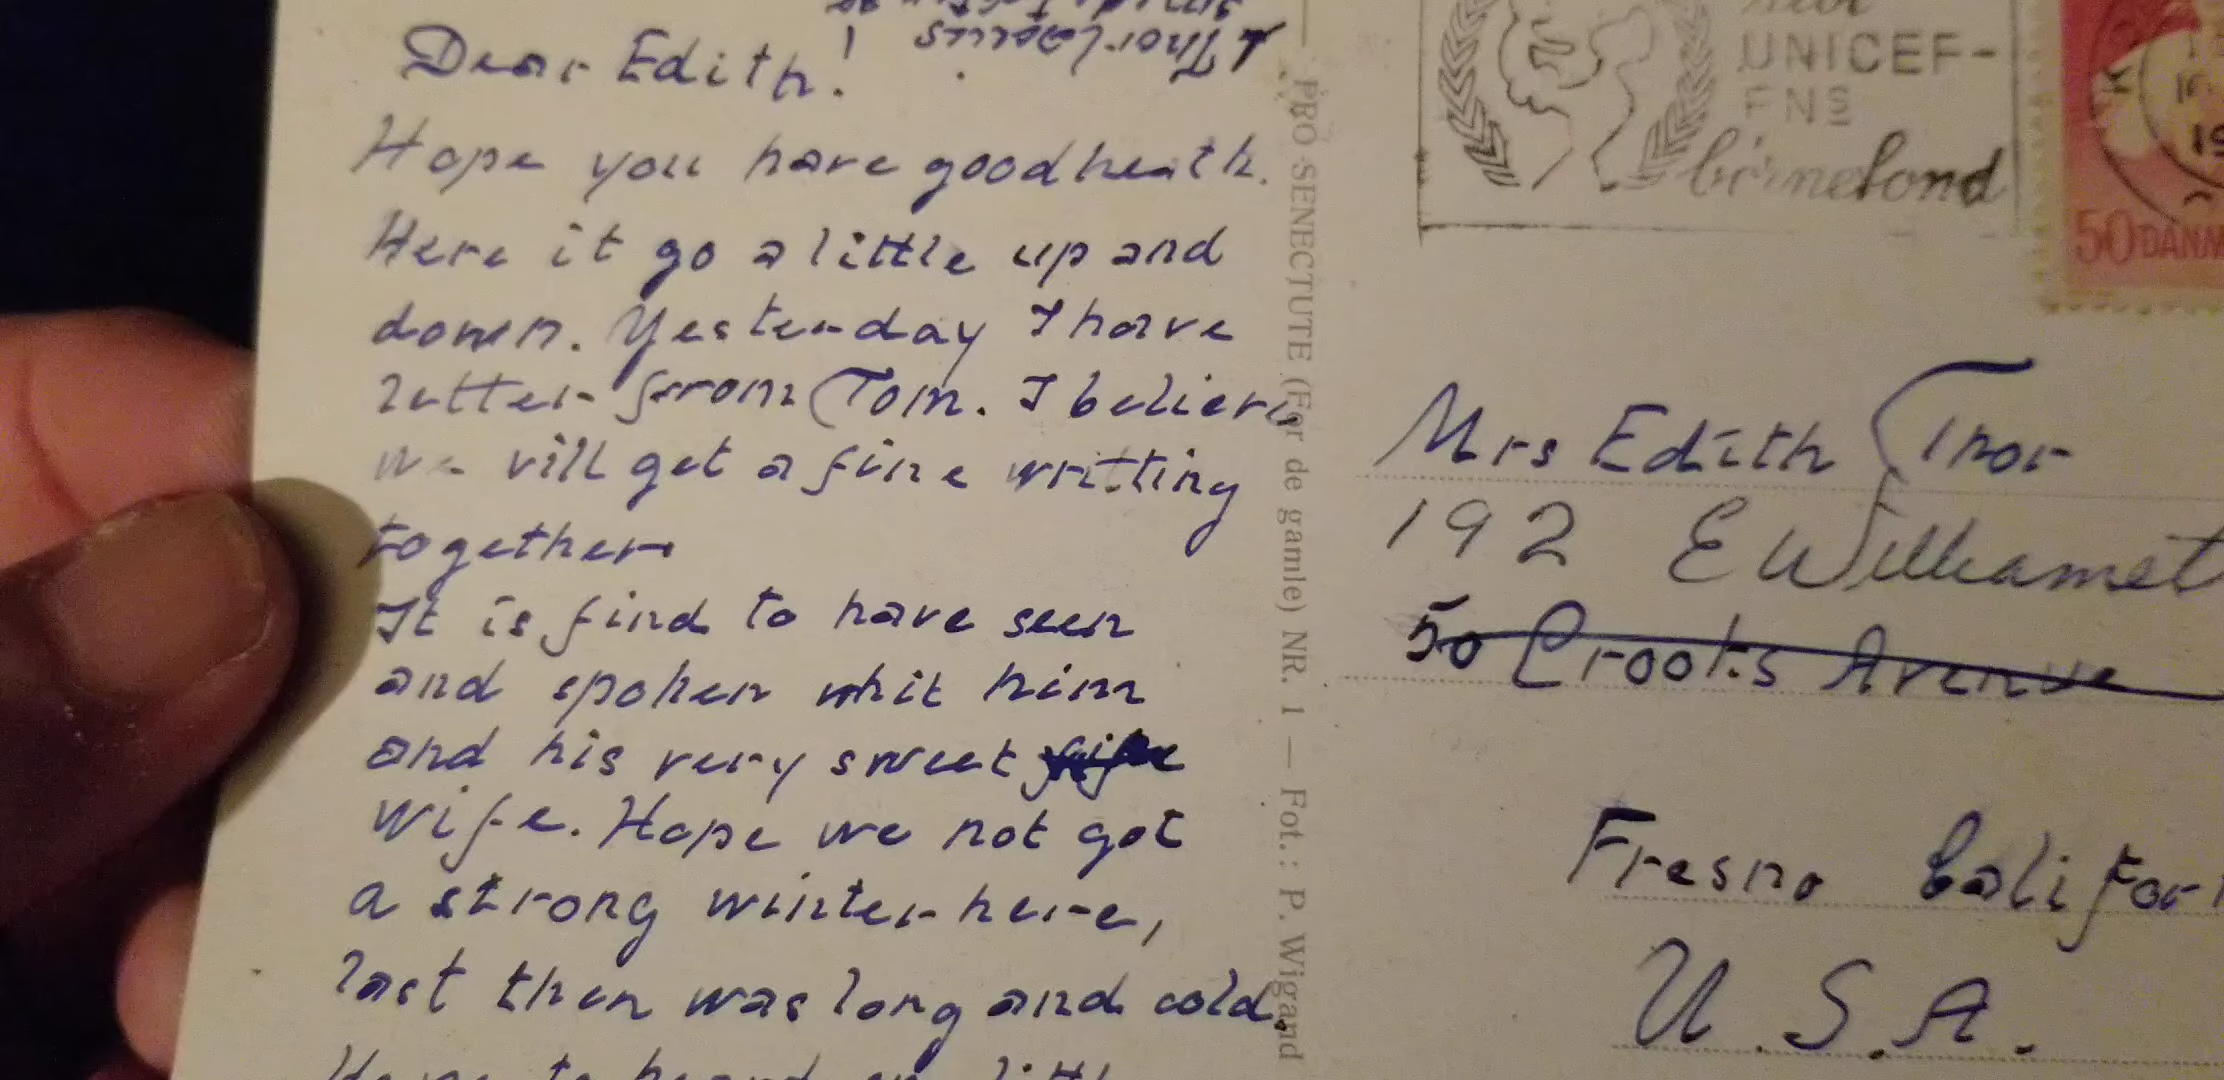 Dear Edith!
Hope you have good heath.
Here it go a little up and
down. Yesterday I have
letter from Tom. I believe
we vill get a fine writting
together
It is find to have seen
and spoken whit him
and his very sweet
wife. Hope we not got
a strong winter here,
last then was long and cold.
PRO SENECTUTE (For de gamle) NR. 1 — Fot.: P. Wigrand
UNICEF-
FNs
børnefond
50 DANM
Mrs Edith Thor
192 E Williamet
50 Crooks Avenue
Fresno Califor
U.S.A.